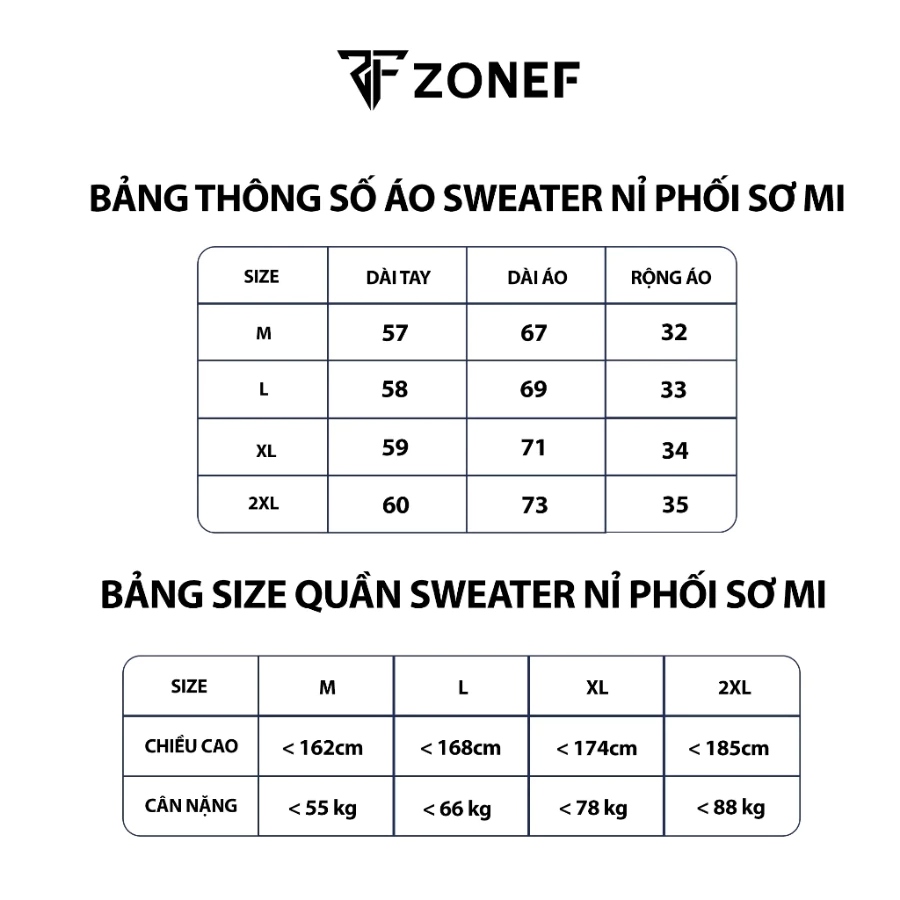 ZONEF
BẢNG THÔNG SỐ ÁO SWEATER NỈ PHỐI SƠ MI
SIZE DÀI TAY DÀI ÁO RỘNG ÁO
M 57 67 32
L 58 69 33
XL 59 71 34
2XL 60 73 35
BẢNG SIZE QUẦN SWEATER NỈ PHỐI SƠ MI
SIZE M L XL 2XL
CHIỀU CAO < 162cm < 168cm < 174cm < 185cm
CÂN NẶNG < 55 kg < 66 kg < 78 kg < 88 kg